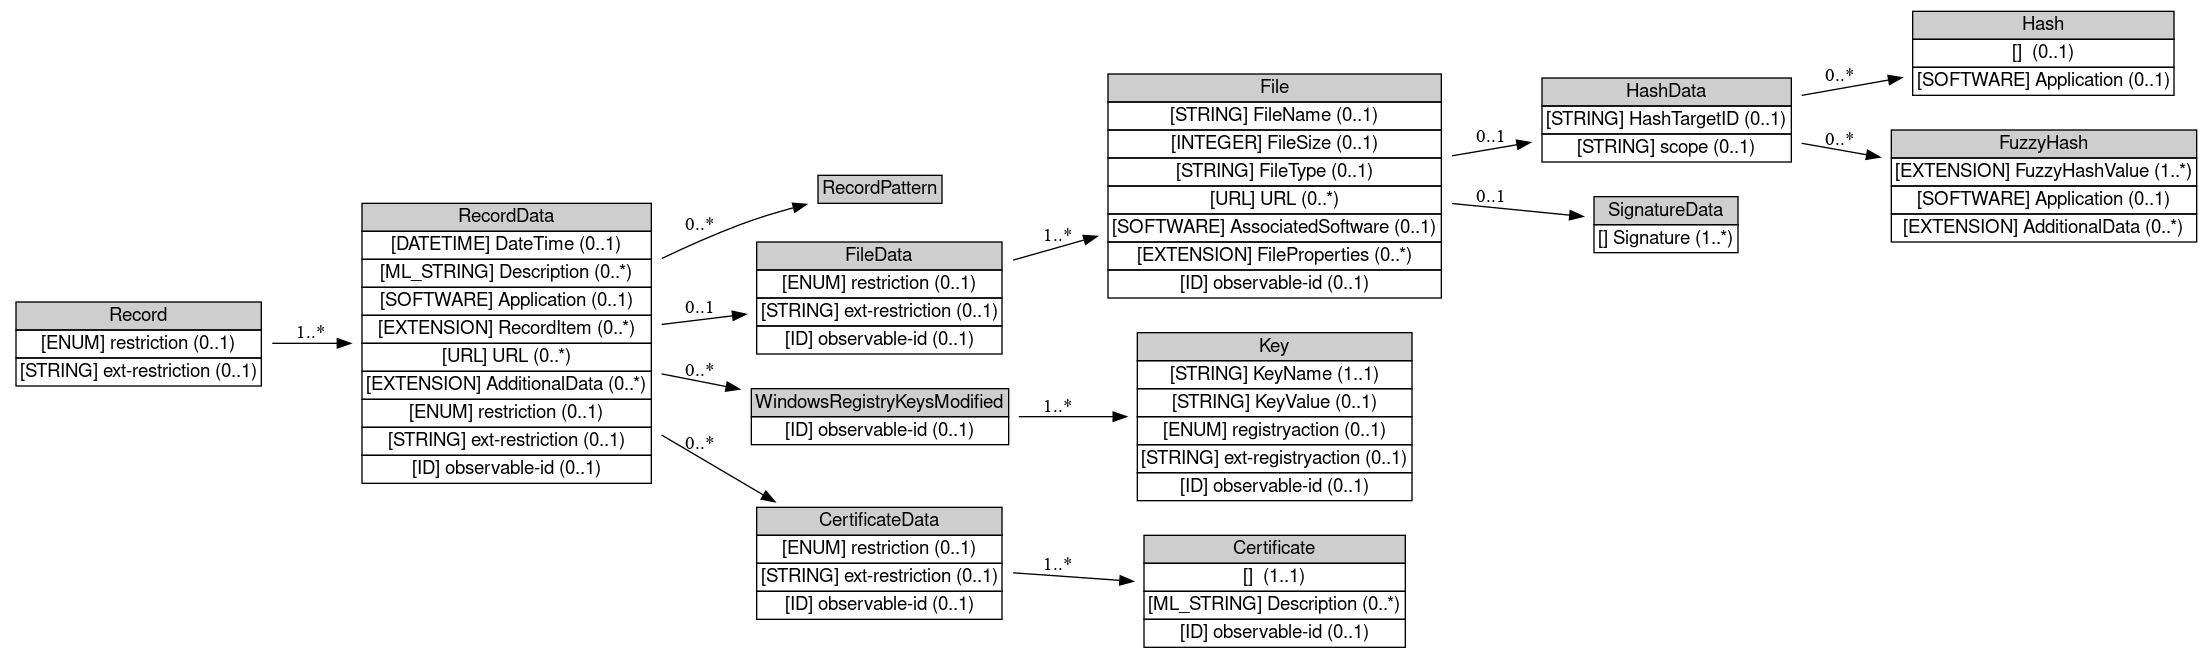 Record
[ENUM] restriction (0..1)
[STRING] ext-restriction (0..1)
1..*
RecordData
[DATETIME] DateTime (0..1)
[ML_STRING] Description (0..*)
[SOFTWARE] Application (0..1)
[EXTENSION] RecordItem (0..*)
[URL] URL (0..*)
[EXTENSION] AdditionalData (0..*)
[ENUM] restriction (0..1)
[STRING] ext-restriction (0..1)
[ID] observable-id (0..1)
0..*
RecordPattern
0..1
FileData
[ENUM] restriction (0..1)
[STRING] ext-restriction (0..1)
[ID] observable-id (0..1)
0..*
WindowsRegistryKeysModified
[ID] observable-id (0..1)
0..*
CertificateData
[ENUM] restriction (0..1)
[STRING] ext-restriction (0..1)
[ID] observable-id (0..1)
1..*
File
[STRING] FileName (0..1)
[INTEGER] FileSize (0..1)
[STRING] FileType (0..1)
[URL] URL (0..*)
[SOFTWARE] AssociatedSoftware (0..1)
[EXTENSION] FileProperties (0..*)
[ID] observable-id (0..1)
1..*
Key
[STRING] KeyName (1..1)
[STRING] KeyValue (0..1)
[ENUM] registryaction (0..1)
[STRING] ext-registryaction (0..1)
[ID] observable-id (0..1)
1..*
Certificate
[] (1..1)
[ML_STRING] Description (0..*)
[ID] observable-id (0..1)
0..1
HashData
[STRING] HashTargetID (0..1)
[STRING] scope (0..1)
0..1
SignatureData
[] Signature (1..*)
0..*
Hash
[] (0..1)
[SOFTWARE] Application (0..1)
0..*
FuzzyHash
[EXTENSION] FuzzyHashValue (1..*)
[SOFTWARE] Application (0..1)
[EXTENSION] AdditionalData (0..*)